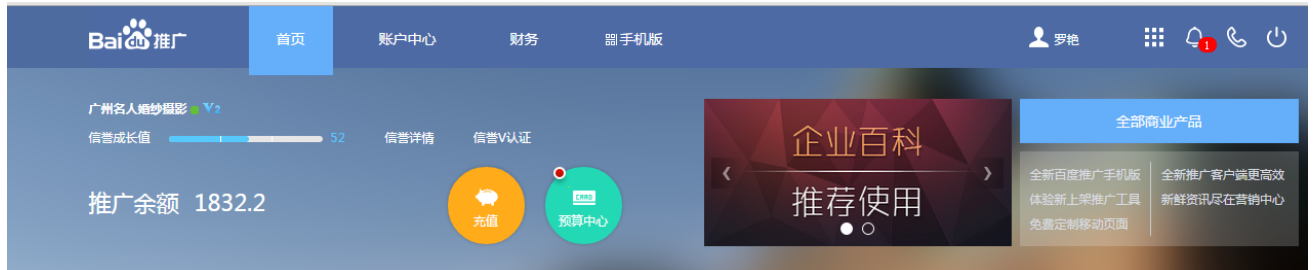 Bai du 推广 首页 账户中心 财务 手机版 罗艳 1
广州名人婚纱摄影 V2
信誉成长值 52 信誉详情 信誉V认证
推广余额 1832.2
充值
CARD
预算中心
企业百科
推荐使用
全部商业产品
全新百度推广手机版 全新推广客户端更高效
体验新上架推广工具 新鲜资讯尽在营销中心
免费定制移动页面